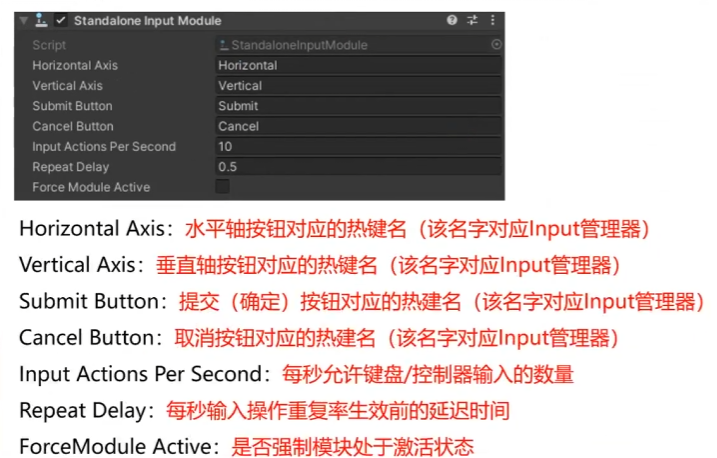 Standalone Input Module
Script StandaloneInputModule
Horizontal Axis Horizontal
Vertical Axis Vertical
Submit Button Submit
Cancel Button Cancel
Input Actions Per Second 10
Repeat Delay 0.5
Force Module Active
Horizontal Axis：水平轴按钮对应的热键名（该名字对应Input管理器）
Vertical Axis：垂直轴按钮对应的热键名（该名字对应Input管理器）
Submit Button：提交（确定）按钮对应的热建名（该名字对应Input管理器）
Cancel Button：取消按钮对应的热建名（该名字对应Input管理器）
Input Actions Per Second：每秒允许键盘/控制器输入的数量
Repeat Delay：每秒输入操作重复率生效前的延迟时间
ForceModule Active：是否强制模块处于激活状态